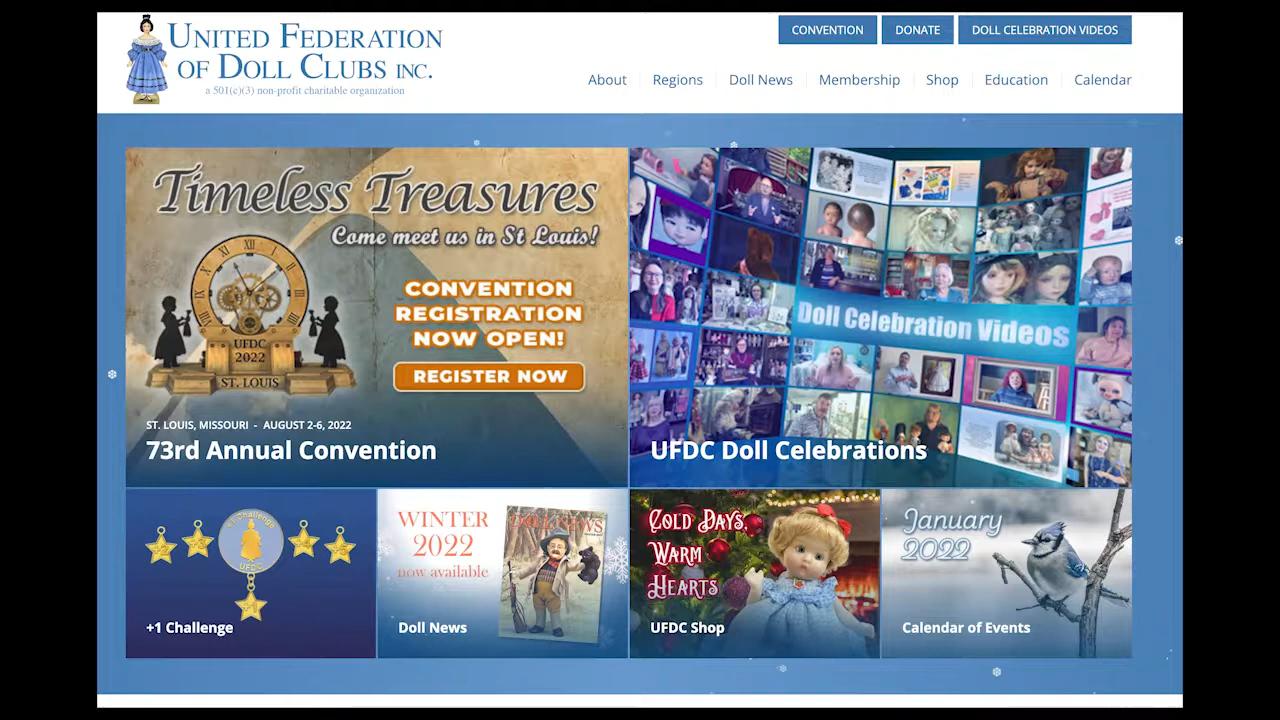 UNITED FEDERATION
OF DOLL CLUBS INC.
a 501(c)(3) non-profit charitable organization
CONVENTION
DONATE
DOLL CELEBRATION VIDEOS
About
Regions
Doll News
Membership
Shop
Education
Calendar
Timeless Treasures
Come meet us in St Louis!
CONVENTION
REGISTRATION
NOW OPEN!
REGISTER NOW
UFDC
2022
ST. LOUIS
ST. LOUIS, MISSOURI - AUGUST 2-6, 2022
73rd Annual Convention
Doll Celebration Videos
UFDC Doll Celebrations
+1 Challenge
UFDC
+1 Challenge
WINTER
2022
now available
DOLL NEWS
Doll News
COLD DAYS,
WARM
HEARTS
UFDC Shop
January
2022
Calendar of Events